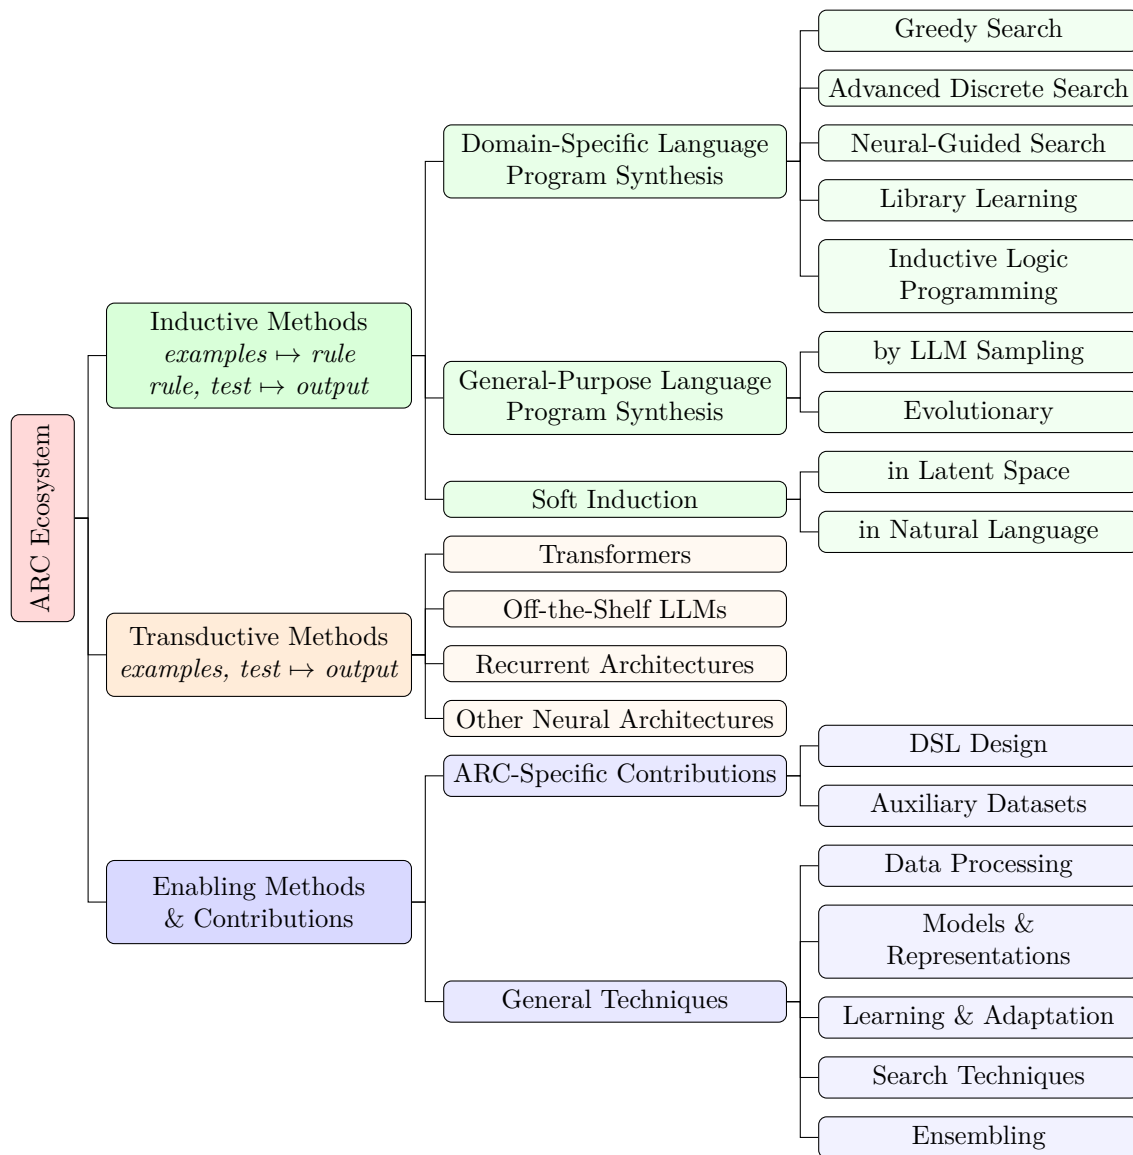 ARC Ecosystem
Inductive Methods
examples ↦ rule
rule, test ↦ output
Domain-Specific Language
Program Synthesis
Greedy Search
Advanced Discrete Search
Neural-Guided Search
Library Learning
Inductive Logic
Programming
General-Purpose Language
Program Synthesis
by LLM Sampling
Evolutionary
Soft Induction
in Latent Space
in Natural Language
Transductive Methods
examples, test ↦ output
Transformers
Off-the-Shelf LLMs
Recurrent Architectures
Other Neural Architectures
Enabling Methods
& Contributions
ARC-Specific Contributions
DSL Design
Auxiliary Datasets
General Techniques
Data Processing
Models &
Representations
Learning & Adaptation
Search Techniques
Ensembling